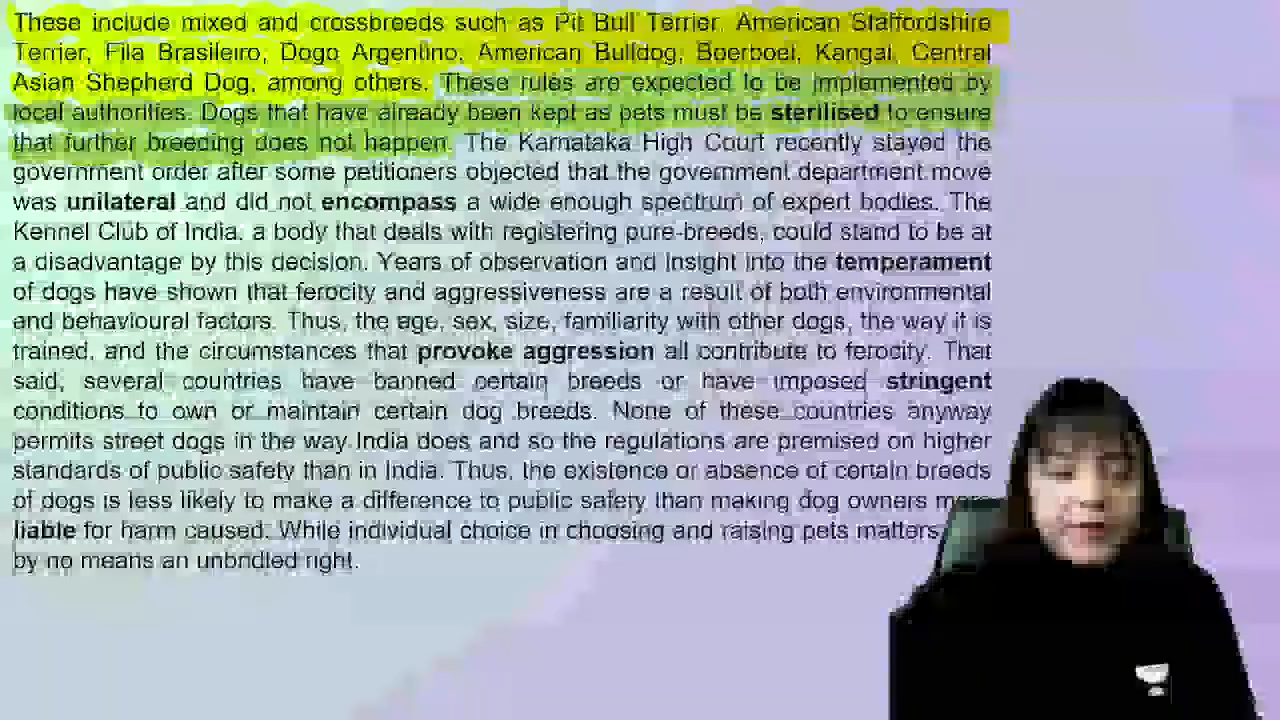 These include mixed and crossbreeds such as Pit Bull Terrier, American Staffordshire
Terrier, Fila Brasileiro, Dogo Argentino, American Bulldog, Boerboel, Kangal, Central
Asian Shepherd Dog, among others. These rules are expected to be implemented by
local authorities. Dogs that have already been kept as pets must be sterilised to ensure
that further breeding does not happen. The Karnataka High Court recently stayed the
government order after some petitioners objected that the government department move
was unilateral and did not encompass a wide enough spectrum of expert bodies. The
Kennel Club of India, a body that deals with registering pure-breeds, could stand to be at
a disadvantage by this decision. Years of observation and insight into the temperament
of dogs have shown that ferocity and aggressiveness are a result of both environmental
and behavioural factors. Thus, the age, sex, size, familiarity with other dogs, the way it is
trained, and the circumstances that provoke aggression all contribute to ferocity. That
said, several countries have banned certain breeds or have imposed stringent
conditions to own or maintain certain dog breeds. None of these countries anyway
permits street dogs in the way India does and so the regulations are premised on higher
standards of public safety than in India. Thus, the existence or absence of certain breeds
of dogs is less likely to make a difference to public safety than making dog owners more
liable for harm caused. While individual choice in choosing and raising pets matters,
by no means an unbridled right.